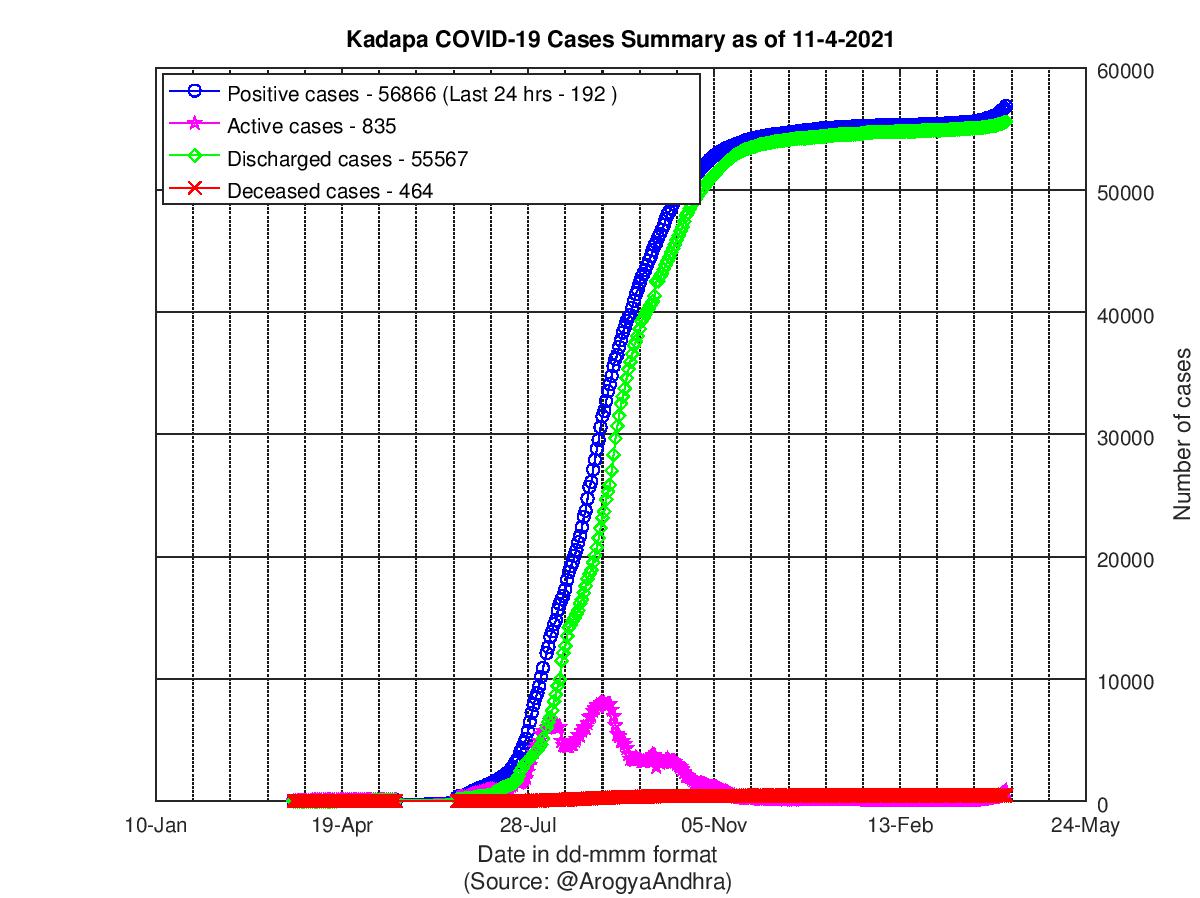 Kadapa COVID-19 Cases Summary as of 11-4-2021
Positive cases - 56866 (Last 24 hrs - 192 )
Active cases - 835
Discharged cases - 55567
Deceased cases - 464
60000
50000
40000
30000
20000
10000
0
Number of cases
10-Jan 19-Apr 28-Jul 05-Nov 13-Feb 24-May
Date in dd-mmm format
(Source: @ArogyaAndhra)